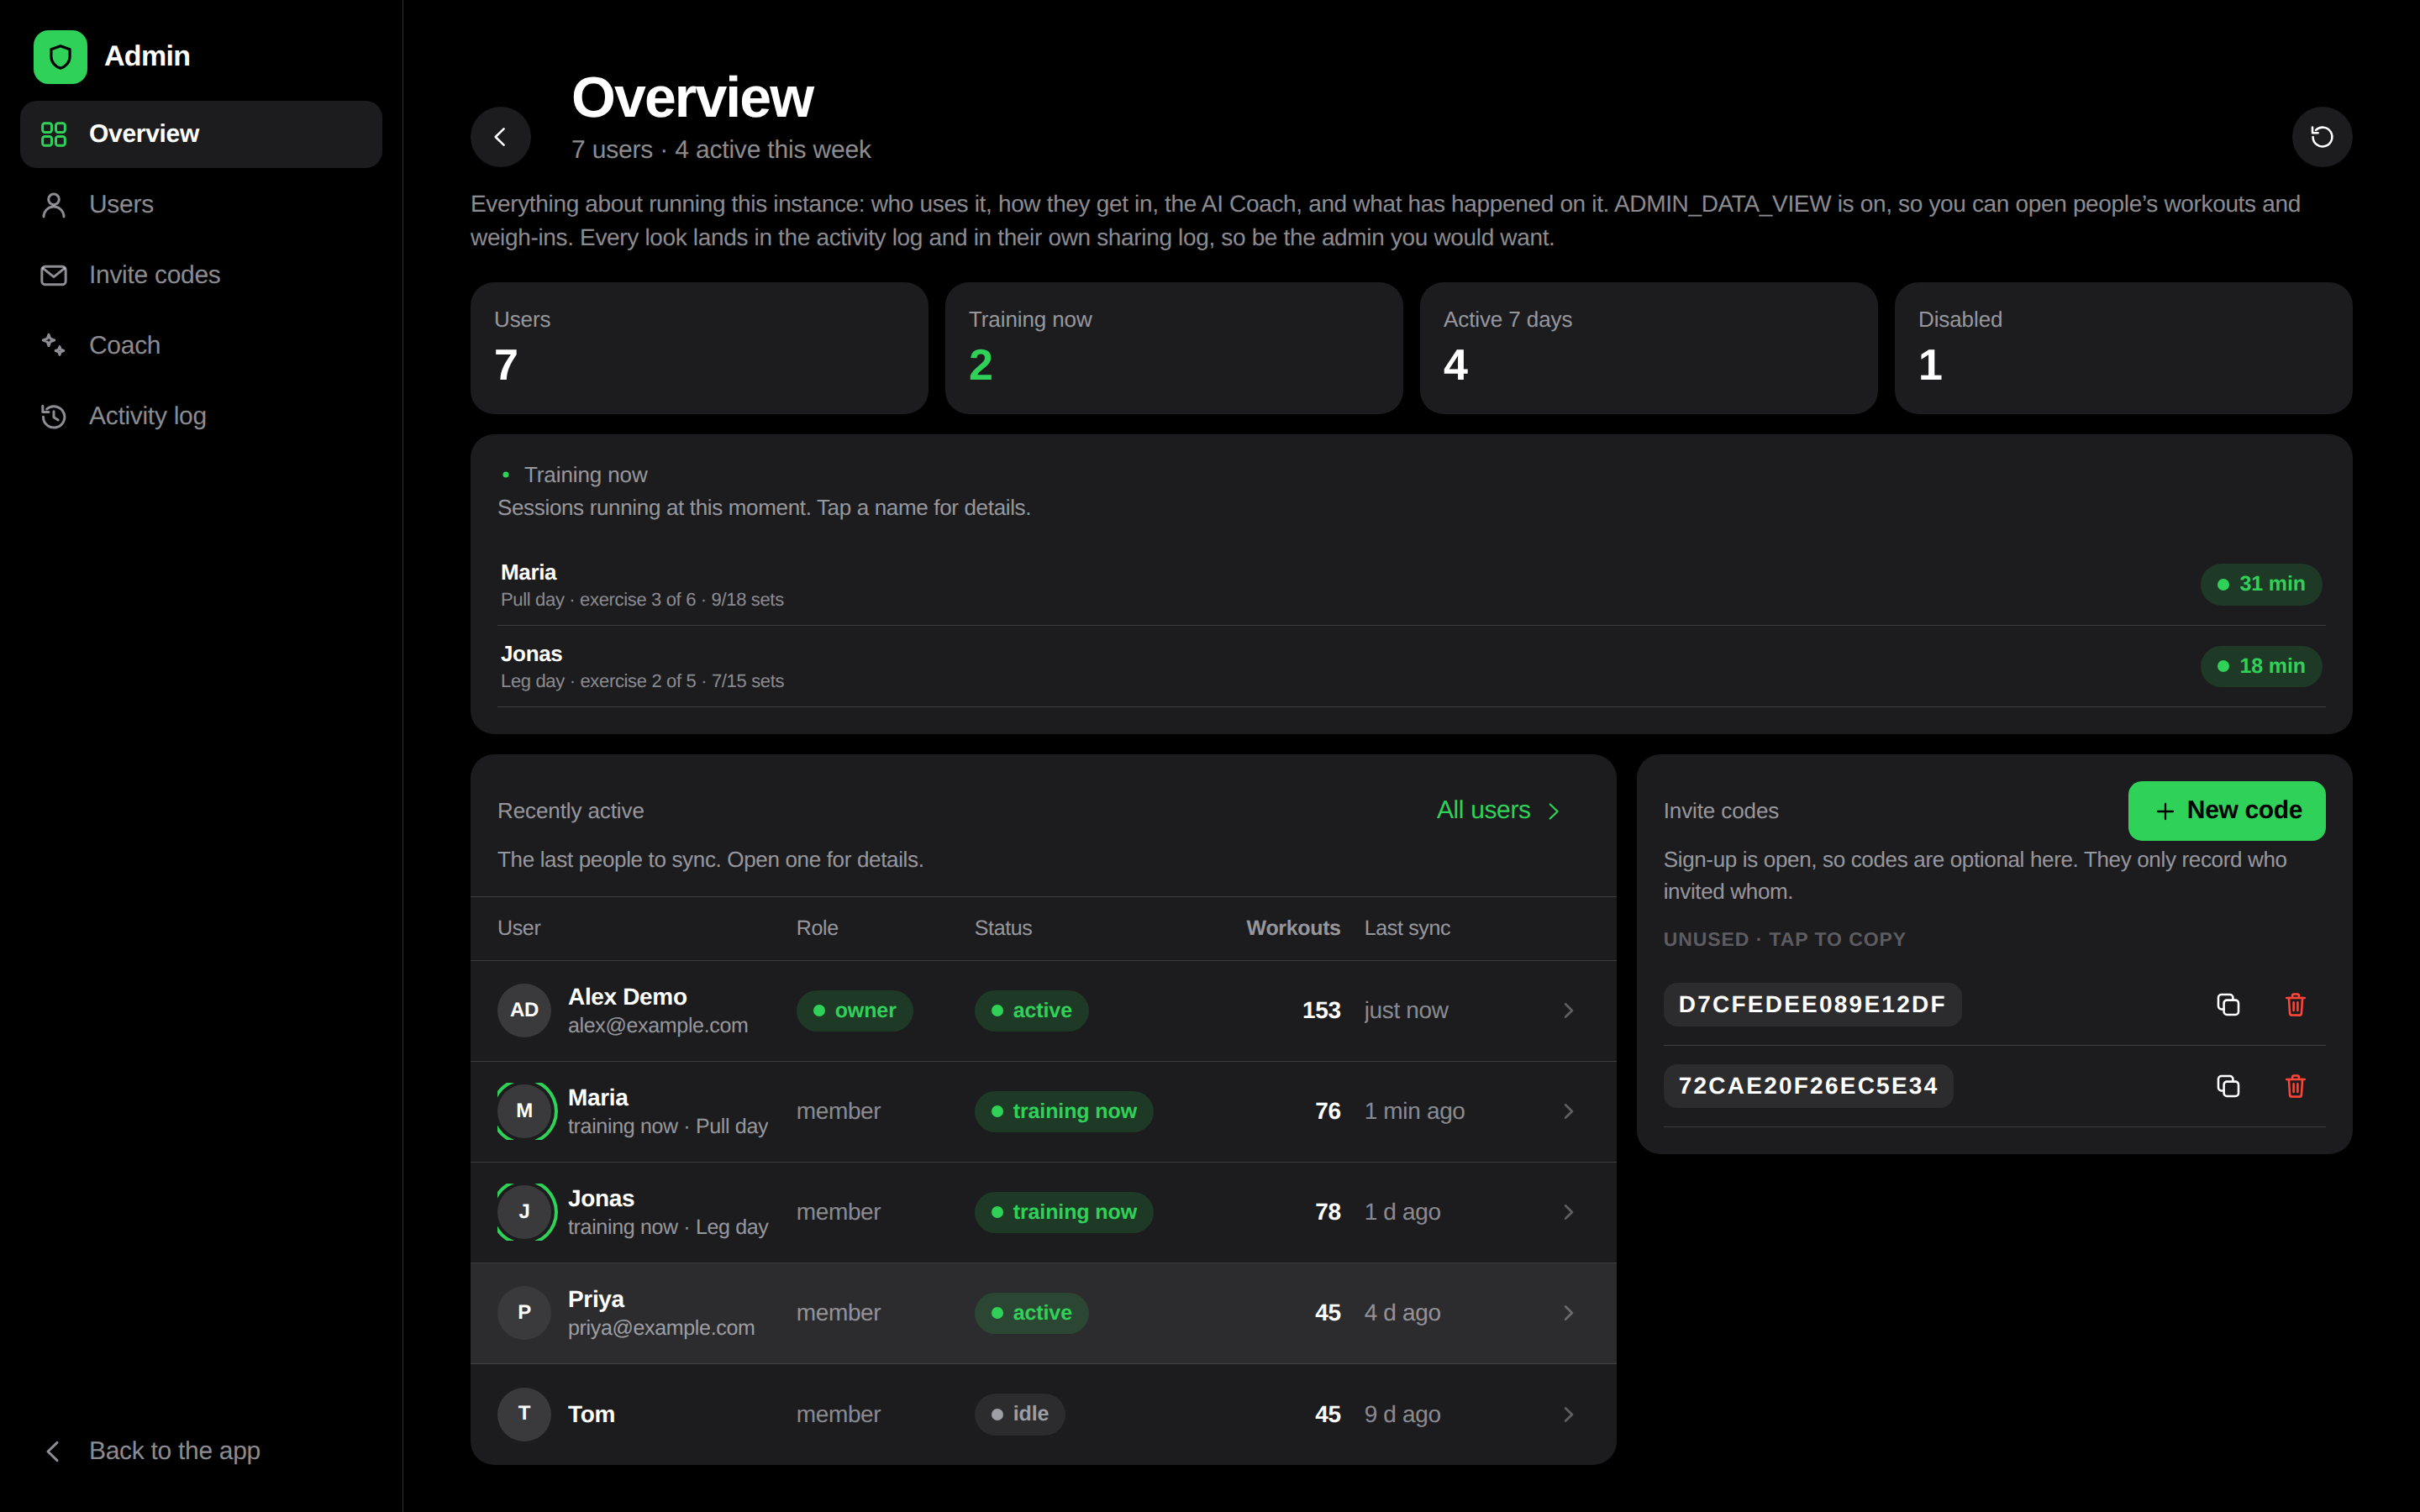 Admin
Overview
Users
Invite codes
Coach
Activity log
Back to the app
Overview
7 users · 4 active this week
Everything about running this instance: who uses it, how they get in, the AI Coach, and what has happened on it. ADMIN_DATA_VIEW is on, so you can open people’s workouts and
weigh-ins. Every look lands in the activity log and in their own sharing log, so be the admin you would want.
Users
7
Training now
2
Active 7 days
4
Disabled
1
Training now
Sessions running at this moment. Tap a name for details.
Maria
Pull day · exercise 3 of 6 · 9/18 sets
31 min
Jonas
Leg day · exercise 2 of 5 · 7/15 sets
18 min
Recently active
All users
The last people to sync. Open one for details.
User Role Status Workouts Last sync
AD Alex Demo owner active 153 just now
alex@example.com
M Maria member training now 76 1 min ago
training now · Pull day
J Jonas member training now 78 1 d ago
training now · Leg day
P Priya member active 45 4 d ago
priya@example.com
T Tom member idle 45 9 d ago
Invite codes
New code
Sign-up is open, so codes are optional here. They only record who
invited whom.
UNUSED · TAP TO COPY
D7CFEDEE089E12DF
72CAE20F26EC5E34